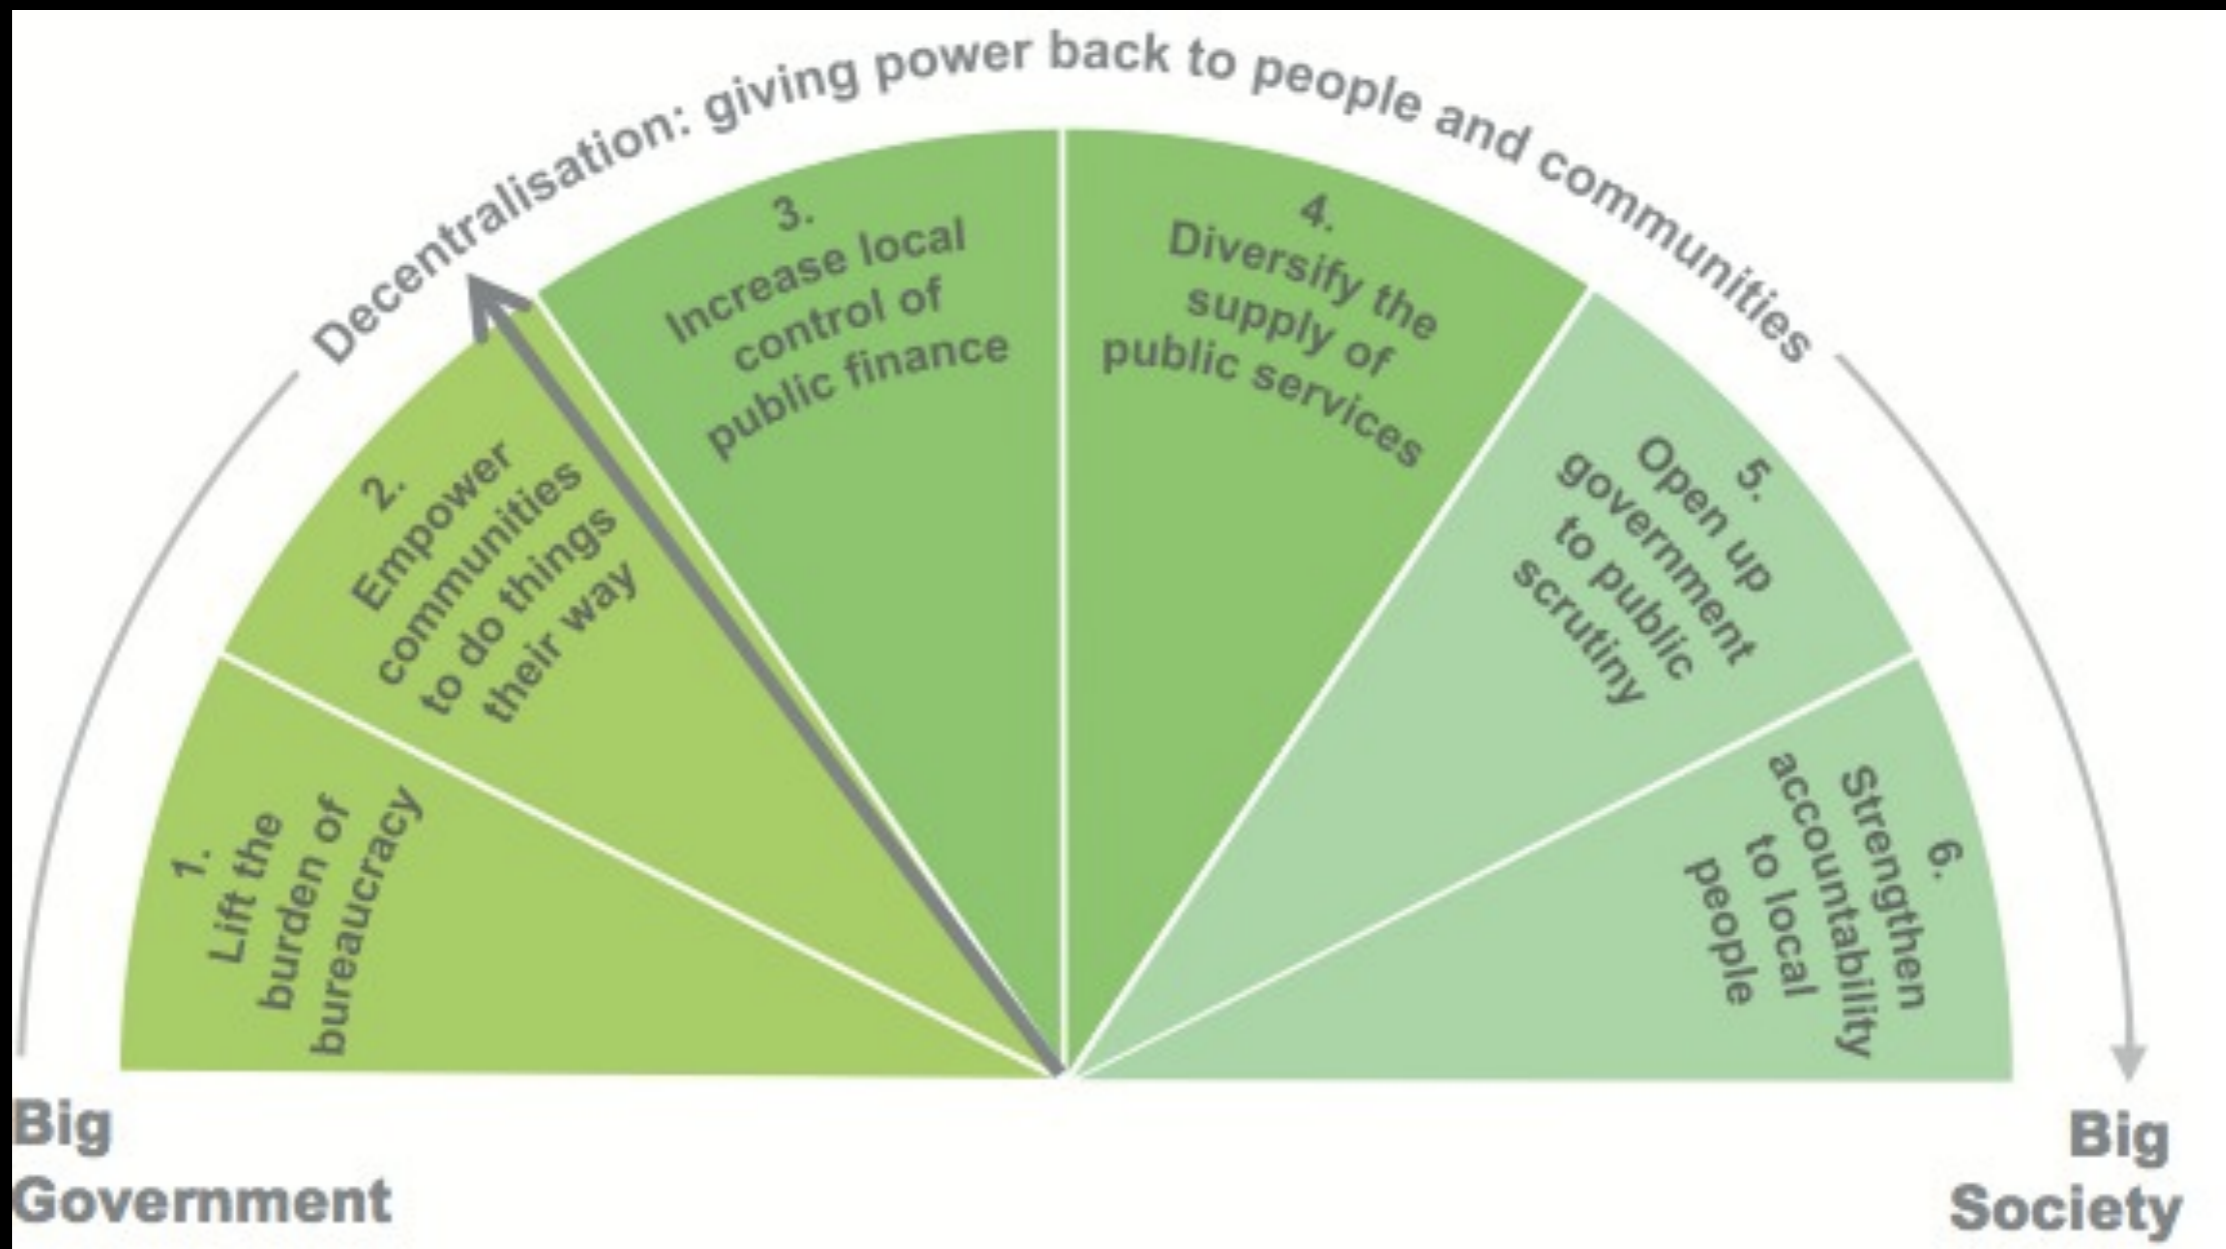 Decentralisation: giving power back to people and communities
1.
Lift the
burden of
bureaucracy
2.
Empower
communities
to do things
their way
3.
Increase local
control of
public finance
4.
Diversify the
supply of
public services
5.
Open up
government
to public
scrutiny
6.
Strengthen
accountability
to local
people
Big
Government
Big
Society